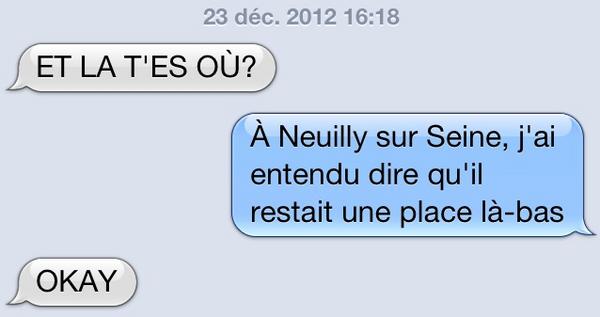 23 déc. 2012 16:18
ET LA T'ES OÙ?
À Neuilly sur Seine, j'ai
entendu dire qu'il
restait une place là-bas
OKAY